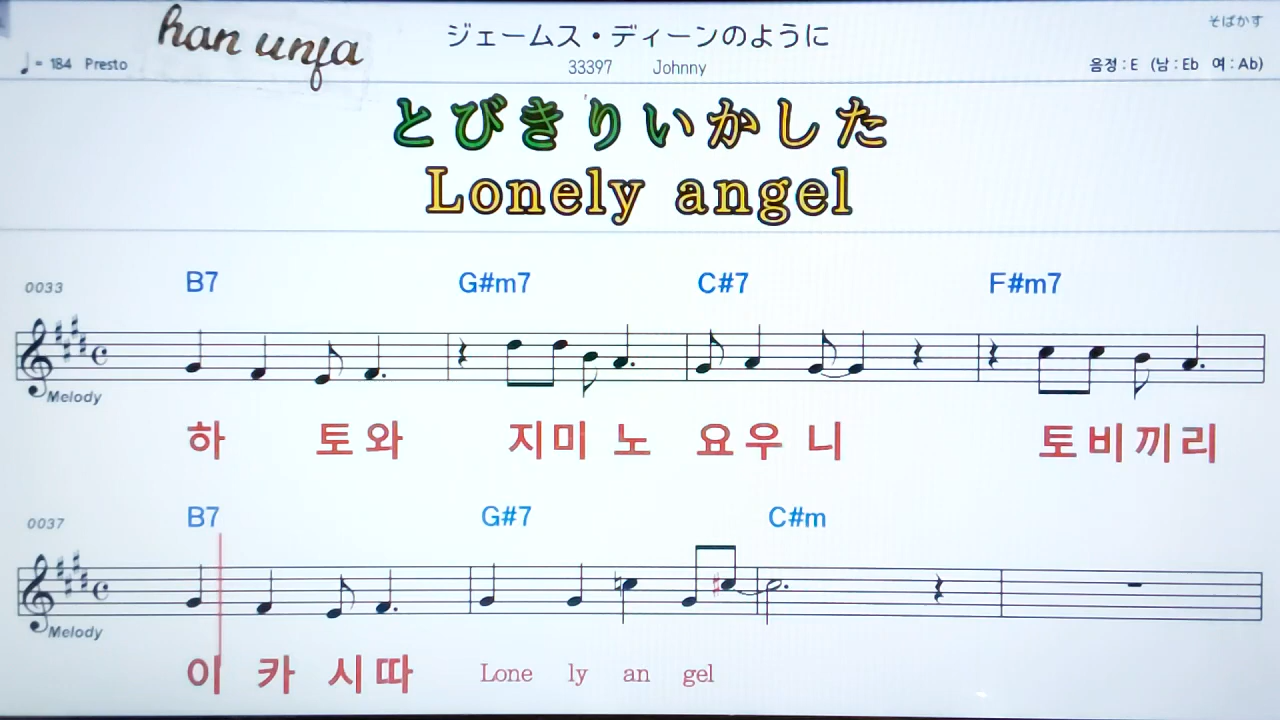 han unfa
ジェームス・ディーンのように
そばかす
♩= 184 Presto
33397 Johnny
음정 : E (남 : Eb 여 : Ab)
とびきりいかした
Lonely angel
0033 B7 G#m7 C#7 F#m7
Melody
하 토와 지미 노 요우 니 토비끼리
0037 B7 G#7 C#m
Melody
이 카 시따 Lone ly an gel